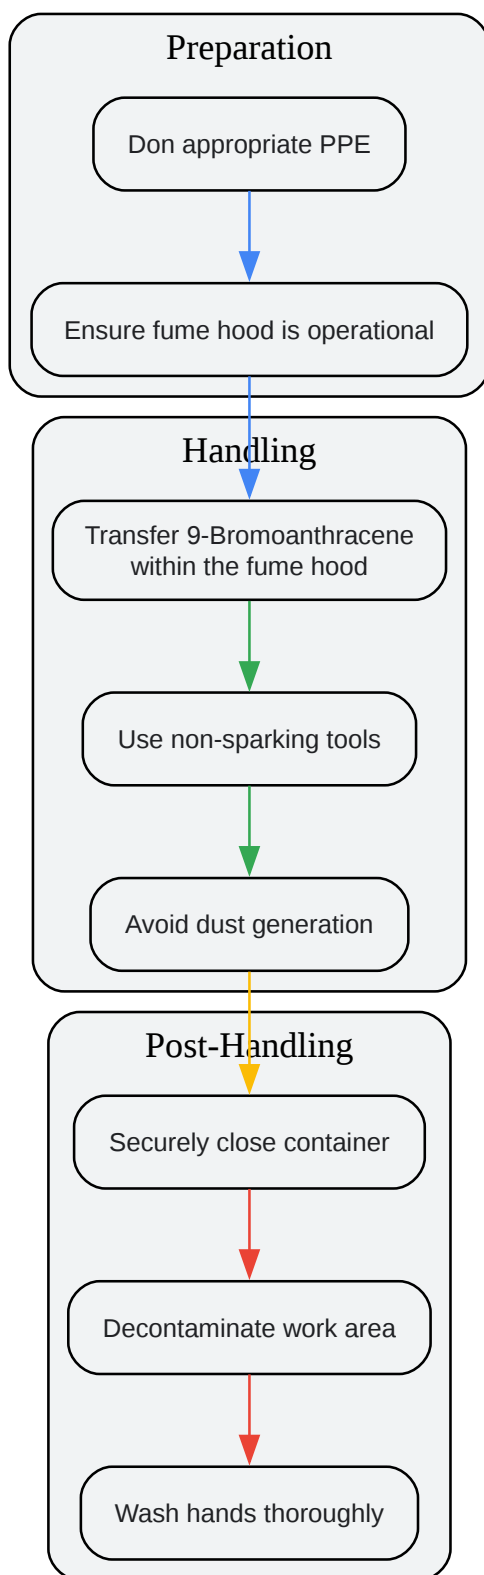 Preparation
Don appropriate PPE
Ensure fume hood is operational
Handling
Transfer 9-Bromoanthracene
within the fume hood
Use non-sparking tools
Avoid dust generation
Post-Handling
Securely close container
Decontaminate work area
Wash hands thoroughly